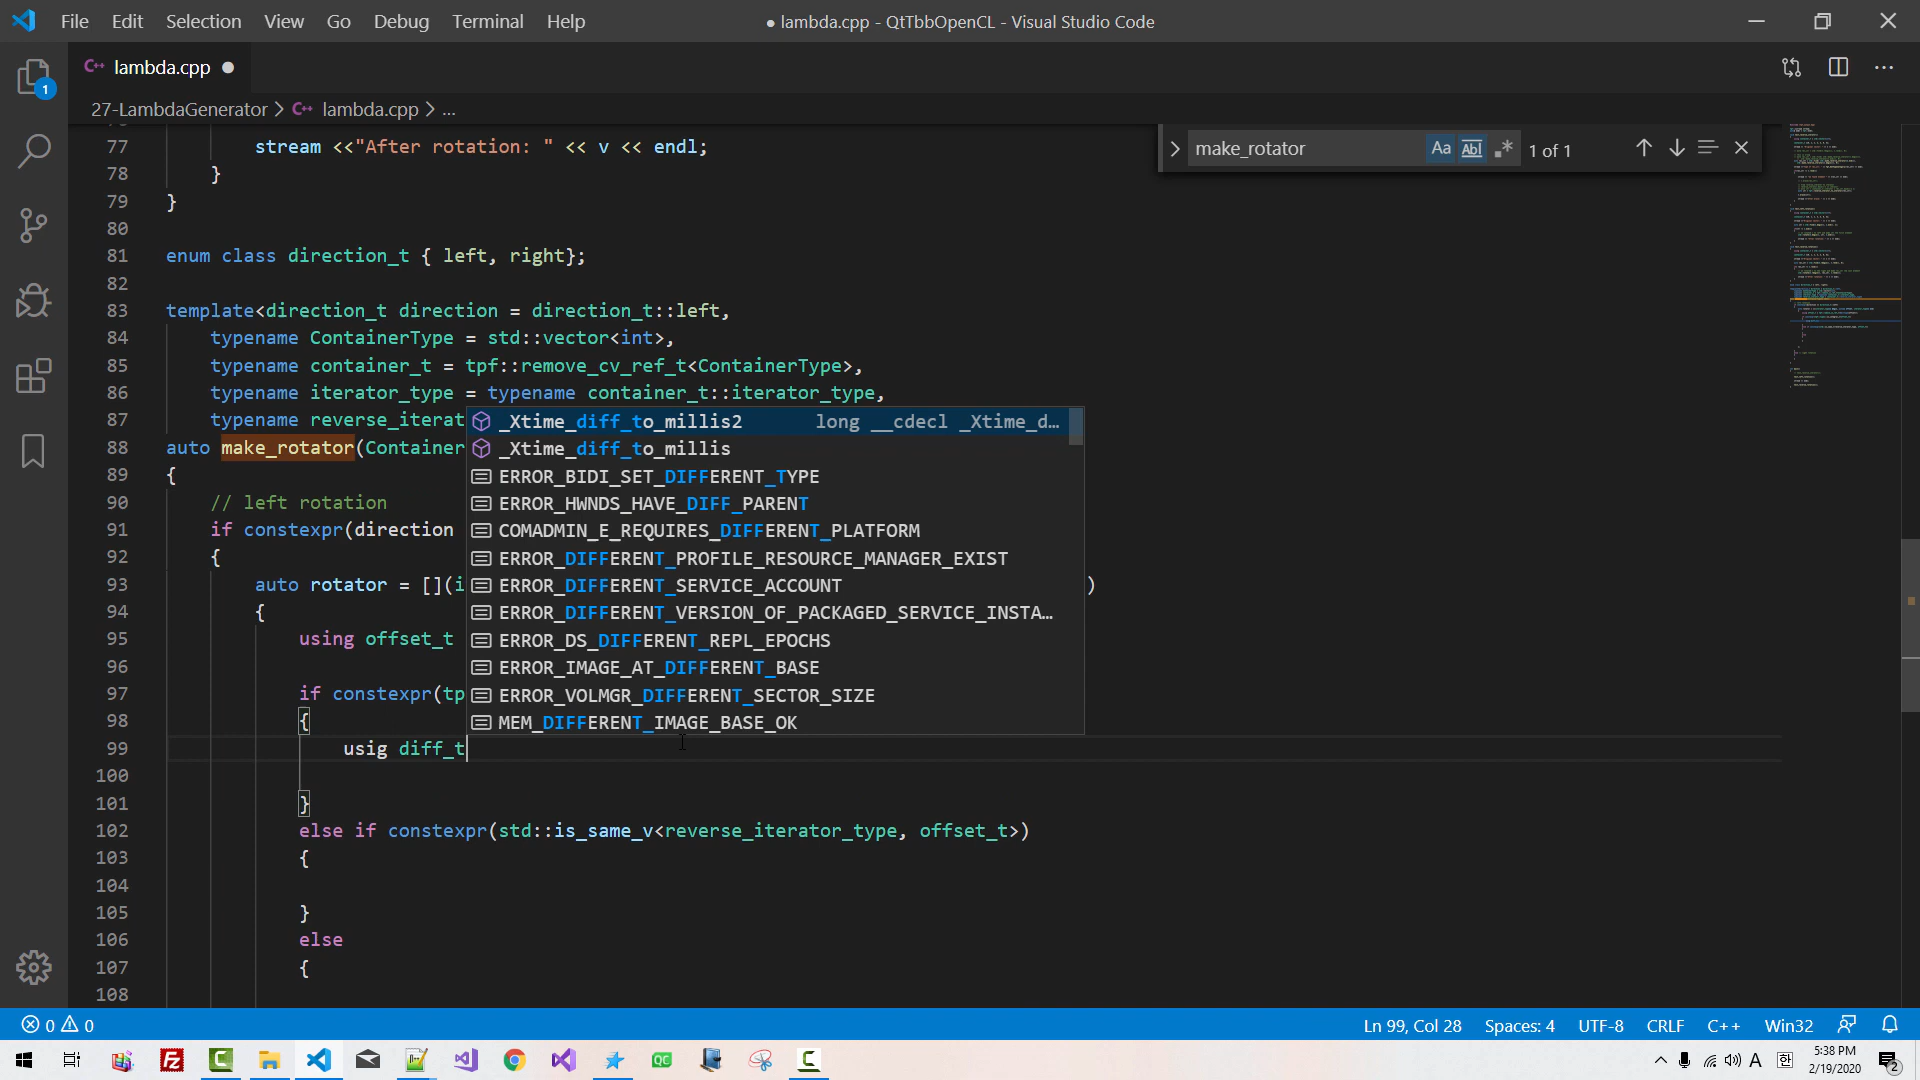 File Edit Selection View Go Debug Terminal Help
● lambda.cpp - QtTbbOpenCL - Visual Studio Code
1
C++ lambda.cpp ●
27-LambdaGenerator > C++ lambda.cpp > ...
make_rotator Aa Abl .* 1 of 1
77 stream <<"After rotation: " << v << endl;
78 }
79 }
80
81 enum class direction_t { left, right};
82
83 template<direction_t direction = direction_t::left,
84 typename ContainerType = std::vector<int>,
85 typename container_t = tpf::remove_cv_ref_t<ContainerType>,
86 typename iterator_type = typename container_t::iterator_type,
87 typename reverse_iterat
_Xtime_diff_to_millis2 long __cdecl _Xtime_d…
88 auto make_rotator(Container
_Xtime_diff_to_millis
89 {
ERROR_BIDI_SET_DIFFERENT_TYPE
90 // left rotation
ERROR_HWNDS_HAVE_DIFF_PARENT
91 if constexpr(direction
COMADMIN_E_REQUIRES_DIFFERENT_PLATFORM
92 {
ERROR_DIFFERENT_PROFILE_RESOURCE_MANAGER_EXIST
93 auto rotator = [](i )
ERROR_DIFFERENT_SERVICE_ACCOUNT
94 {
ERROR_DIFFERENT_VERSION_OF_PACKAGED_SERVICE_INSTA…
95 using offset_t
ERROR_DS_DIFFERENT_REPL_EPOCHS
96
ERROR_IMAGE_AT_DIFFERENT_BASE
97 if constexpr(tp
ERROR_VOLMGR_DIFFERENT_SECTOR_SIZE
98 {
MEM_DIFFERENT_IMAGE_BASE_OK
99 usig diff_t
100
101 }
102 else if constexpr(std::is_same_v<reverse_iterator_type, offset_t>)
103 {
104
105 }
106 else
107 {
108
0 0
Ln 99, Col 28 Spaces: 4 UTF-8 CRLF C++ Win32
5:38 PM
A 한 2/19/2020 2